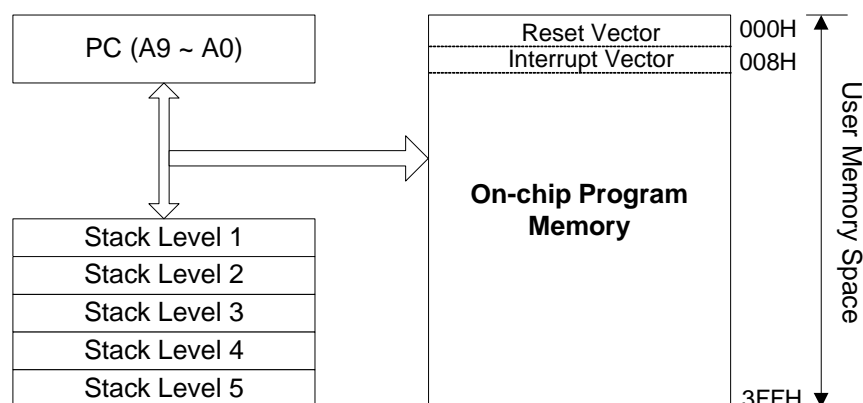 PC (A9 ~ A0)
Stack Level 1
Stack Level 2
Stack Level 3
Stack Level 4
Stack Level 5
Reset Vector
000H
Interrupt Vector
008H
On-chip Program
Memory
3FFH
User Memory Space